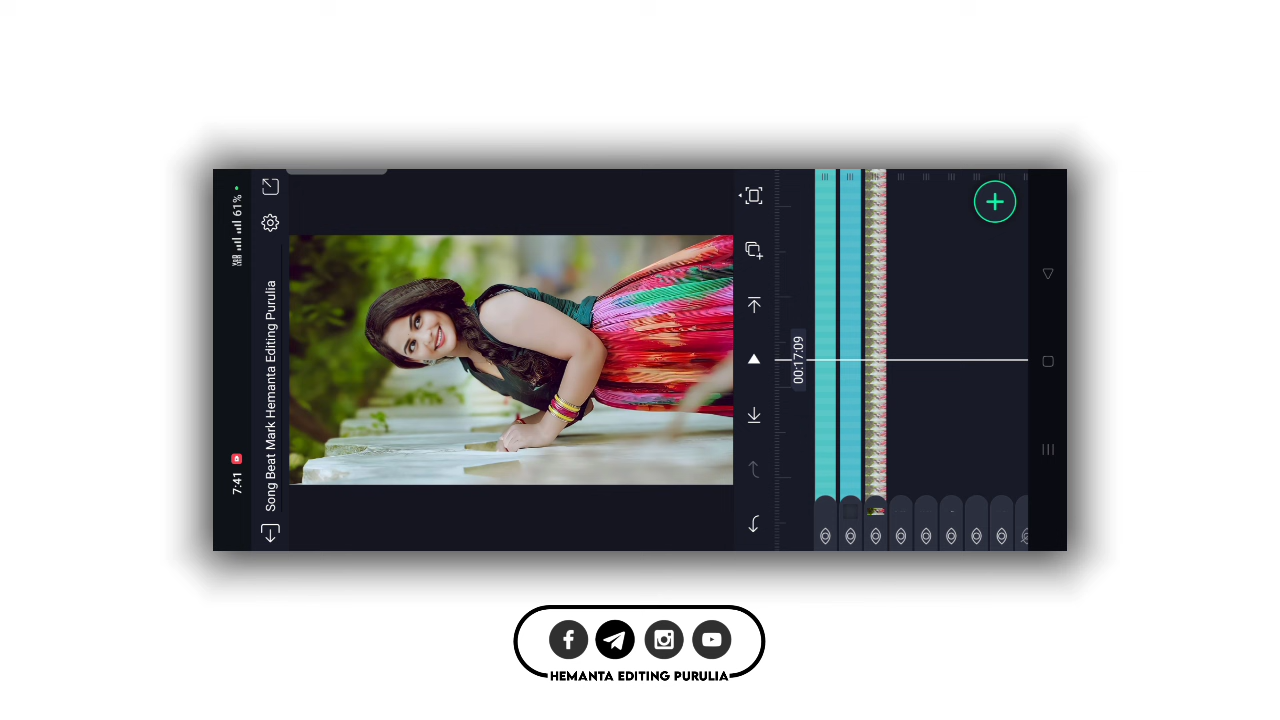 7:41
61%
Song Beat Mark Hemanta Editing Purulia
00:17:09
HEMANTA EDITING PURULIA